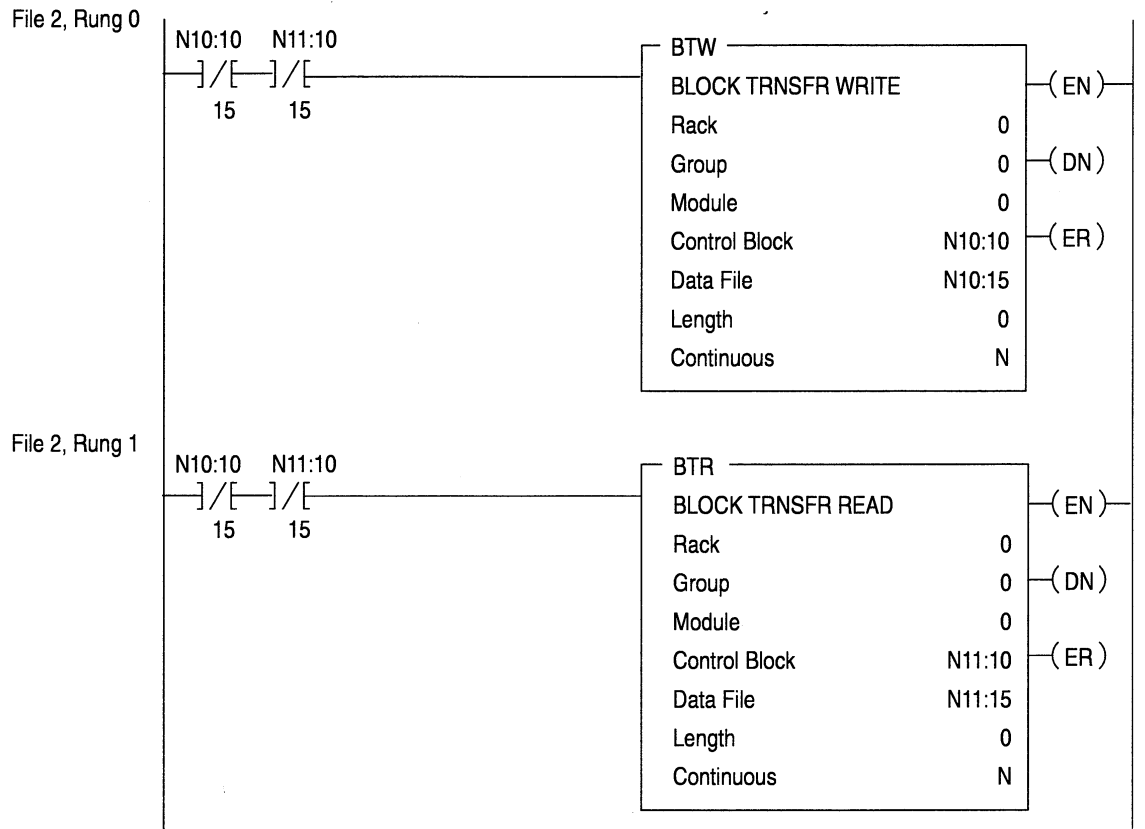 File 2, Rung 0
N10:10 N11:10
]/[ ]/[
15 15
BTW
BLOCK TRNSFR WRITE (EN)
Rack 0
Group 0 (DN)
Module 0
Control Block N10:10 (ER)
Data File N10:15
Length 0
Continuous N
File 2, Rung 1
N10:10 N11:10
]/[ ]/[
15 15
BTR
BLOCK TRNSFR READ (EN)
Rack 0
Group 0 (DN)
Module 0
Control Block N11:10 (ER)
Data File N11:15
Length 0
Continuous N